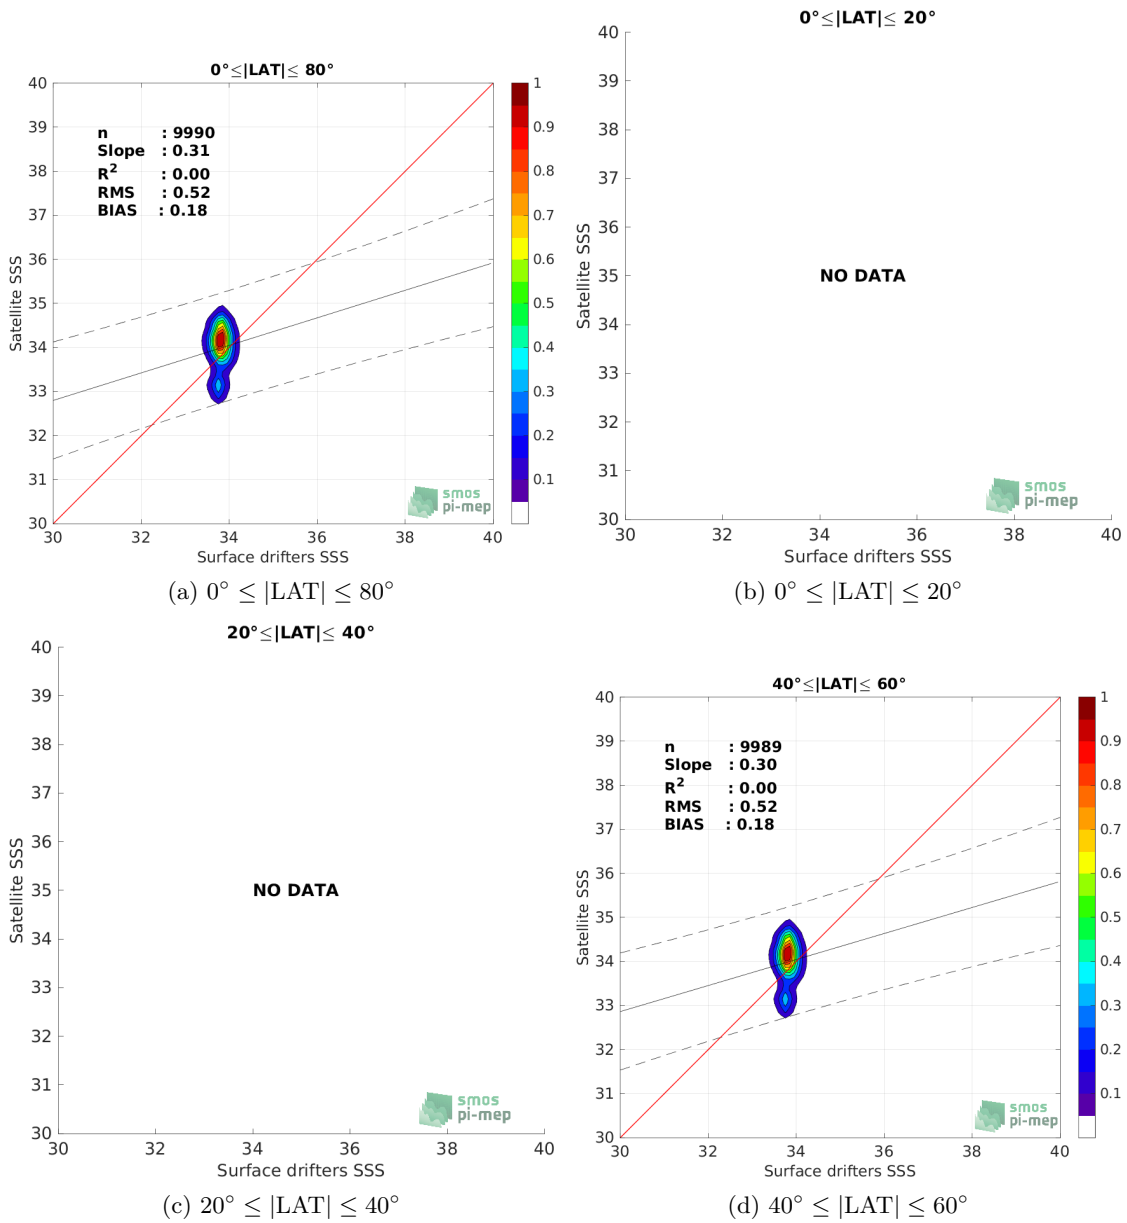 0°≤|LAT|≤ 80°
40
39
38
37
36
35
34
33
32
31
30
Satellite SSS
n : 9990
Slope : 0.31
R² : 0.00
RMS : 0.52
BIAS : 0.18
smos
pi-mep
30 32 34 36 38 40
Surface drifters SSS
1
0.9
0.8
0.7
0.6
0.5
0.4
0.3
0.2
0.1
(a) 0° ≤ |LAT| ≤ 80°
0°≤|LAT|≤ 20°
40
39
38
37
36
35
34
33
32
31
30
Satellite SSS
NO DATA
smos
pi-mep
30 32 34 36 38 40
Surface drifters SSS
(b) 0° ≤ |LAT| ≤ 20°
20°≤|LAT|≤ 40°
40
39
38
37
36
35
34
33
32
31
30
Satellite SSS
NO DATA
smos
pi-mep
30 32 34 36 38 40
Surface drifters SSS
(c) 20° ≤ |LAT| ≤ 40°
40°≤|LAT|≤ 60°
40
39
38
37
36
35
34
33
32
31
30
Satellite SSS
n : 9989
Slope : 0.30
R² : 0.00
RMS : 0.52
BIAS : 0.18
smos
pi-mep
30 32 34 36 38 40
Surface drifters SSS
1
0.9
0.8
0.7
0.6
0.5
0.4
0.3
0.2
0.1
(d) 40° ≤ |LAT| ≤ 60°